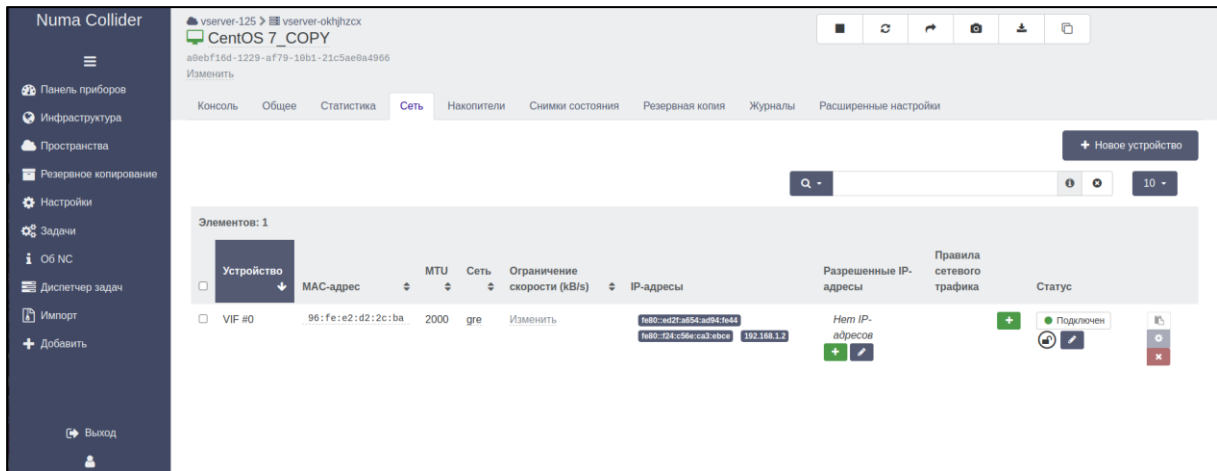 Numa Collider
Панель приборов
Инфраструктура
Пространства
Резервное копирование
Настройки
Задачи
Об NC
Диспетчер задач
Импорт
Добавить
Выход
vserver-125 vserver-okhjhzcx
CentOS 7_COPY
a0ebf16d-1229-af79-10b1-21c5ae0a4966
Изменить
Консоль Общее Статистика Сеть Накопители Снимки состояния Резервная копия Журналы Расширенные настройки
+ Новое устройство
10
Элементов: 1
Устройство MAC-адрес MTU Сеть Ограничение скорости (kB/s) IP-адресы Разрешенные IP-адресы Правила сетевого трафика Статус
VIF #0 96:fe:e2:d2:2c:ba 2000 gre Изменить fe80::ed2f:a654:ad94:fe44 Нет IP- Подключен
fe80::f24:c56e:ca3:ebce 192.168.1.2 адресов